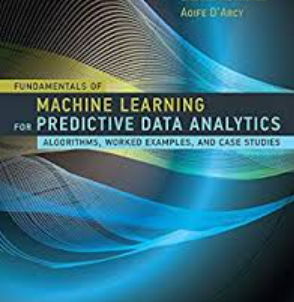 AOIFE D'ARCY
FUNDAMENTALS OF
MACHINE LEARNING
FOR PREDICTIVE DATA ANALYTICS
ALGORITHMS, WORKED EXAMPLES, AND CASE STUDIES